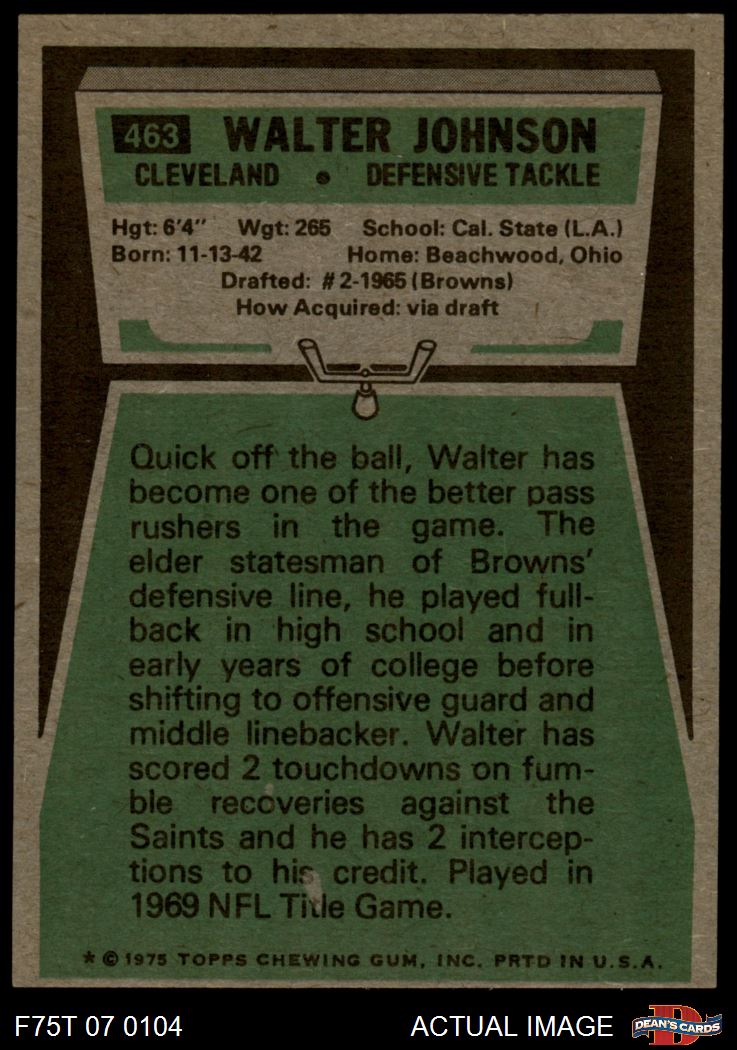 463 WALTER JOHNSON
CLEVELAND • DEFENSIVE TACKLE
Hgt: 6'4" Wgt: 265 School: Cal. State (L.A.)
Born: 11-13-42 Home: Beachwood, Ohio
Drafted: #2-1965 (Browns)
How Acquired: via draft
Quick off the ball, Walter has
become one of the better pass
rushers in the game. The
elder statesman of Browns'
defensive line, he played full-
back in high school and in
early years of college before
shifting to offensive guard and
middle linebacker. Walter has
scored 2 touchdowns on fum-
ble recoveries against the
Saints and he has 2 intercep-
tions to his credit. Played in
1969 NFL Title Game.
* © 1975 TOPPS CHEWING GUM, INC. PRTD IN U.S.A.
F75T 07 0104 ACTUAL IMAGE D DEAN'S CARDS